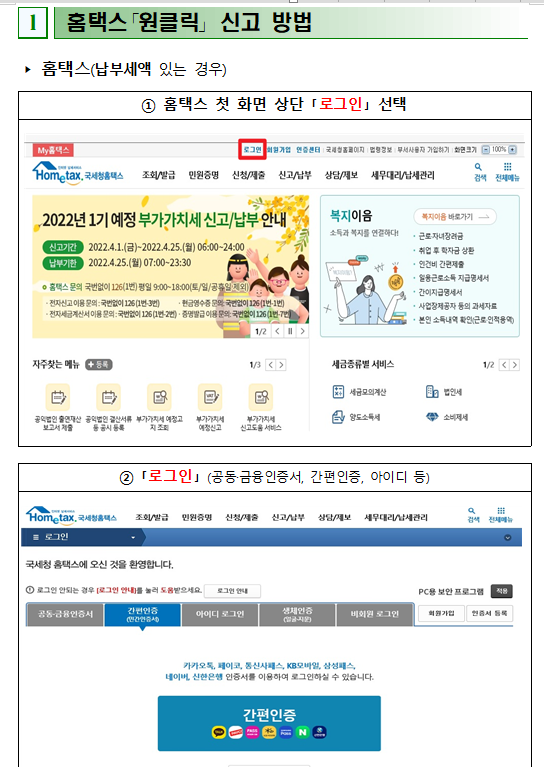 1 홈택스「원클릭」 신고 방법
▶ 홈택스(납부세액 있는 경우)
① 홈택스 첫 화면 상단 「로그인」 선택
My홈택스
로그인 회원가입 인증센터 국세청홈페이지 법령정보 부서사용자 가입하기 화면크기 100%
Hometax. 국세청홈택스 조회/발급 민원증명 신청/제출 신고/납부 상담/제보 세무대리/납세관리 검색 전체메뉴
2022년 1기 예정 부가가치세 신고/납부 안내
신고기간 2022.4.1.(금)~2022.4.25.(월) 06:00~24:00
납부기한 2022.4.25.(월) 07:00~23:30
홈택스 문의 국번없이 126(1번) 평일 9:00~18:00(토/일/공휴일 제외)
· 전자신고 이용 문의: 국번없이 126 (1번-3번) · 현금영수증 문의: 국번없이 126 (1번-1번)
· 전자세금계산서 이용 문의: 국번없이 126 (1번-2번) · 증명발급 이용 문의: 국번없이 126 (1번-7번)
1/2
복지이음 복지이음 바로가기
소득과 복지를 연결하다!
· 근로·자녀장려금
· 취업 후 학자금 상환
· 인건비 간편제출
· 일용근로소득 지급명세서
· 간이지급명세서
· 사업장제공자 등의 과세자료
· 본인 소득내역 확인(근로·인적용역)
자주찾는 메뉴 +등록 1/3
공익법인 출연재산 보고서 제출
공익법인 결산서류 등 공시 등록
부가가치세 예정고지 조회
부가가치세 예정신고
부가가치세 신고도움 서비스
세금종류별 서비스 1/2
세금모의계산 법인세
양도소득세 소비제세
② 「로그인」 (공동·금융인증서, 간편인증, 아이디 등)
Hometax. 국세청홈택스 조회/발급 민원증명 신청/제출 신고/납부 상담/제보 세무대리/납세관리 검색 전체메뉴
로그인
국세청 홈택스에 오신 것을 환영합니다.
로그인 안되는 경우 [로그인 안내]를 눌러 도움받으세요. 로그인 안내 PC용 보안 프로그램 적용
공동·금융인증서 간편인증 (민간인증서) 아이디 로그인 생체인증 (얼굴·지문) 비회원 로그인 회원가입 인증서 등록
카카오톡, 페이코, 통신사패스, KB모바일, 삼성패스,
네이버, 신한은행 인증서를 이용하여 로그인하실 수 있습니다.
간편인증